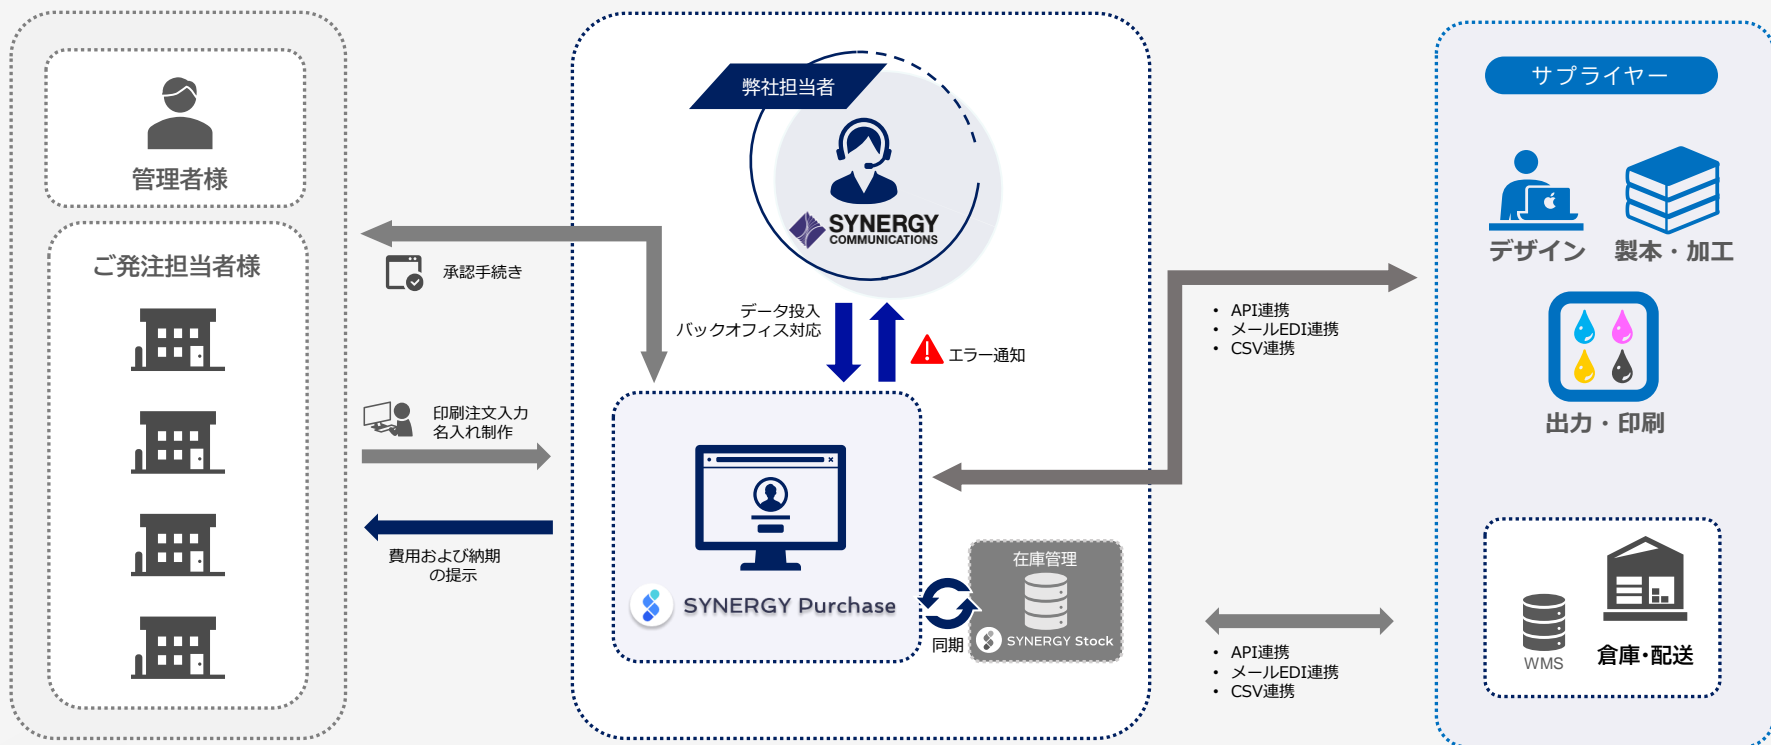 管理者様
ご発注担当者様
承認手続き
印刷注文入力
名入れ制作
費用および納期
の提示
弊社担当者
SYNERGY
COMMUNICATIONS
データ投入
バックオフィス対応
エラー通知
SYNERGY Purchase
同期
在庫管理
SYNERGY Stock
• API連携
• メールEDI連携
• CSV連携
• API連携
• メールEDI連携
• CSV連携
サプライヤー
デザイン
製本・加工
出力・印刷
WMS
倉庫・配送